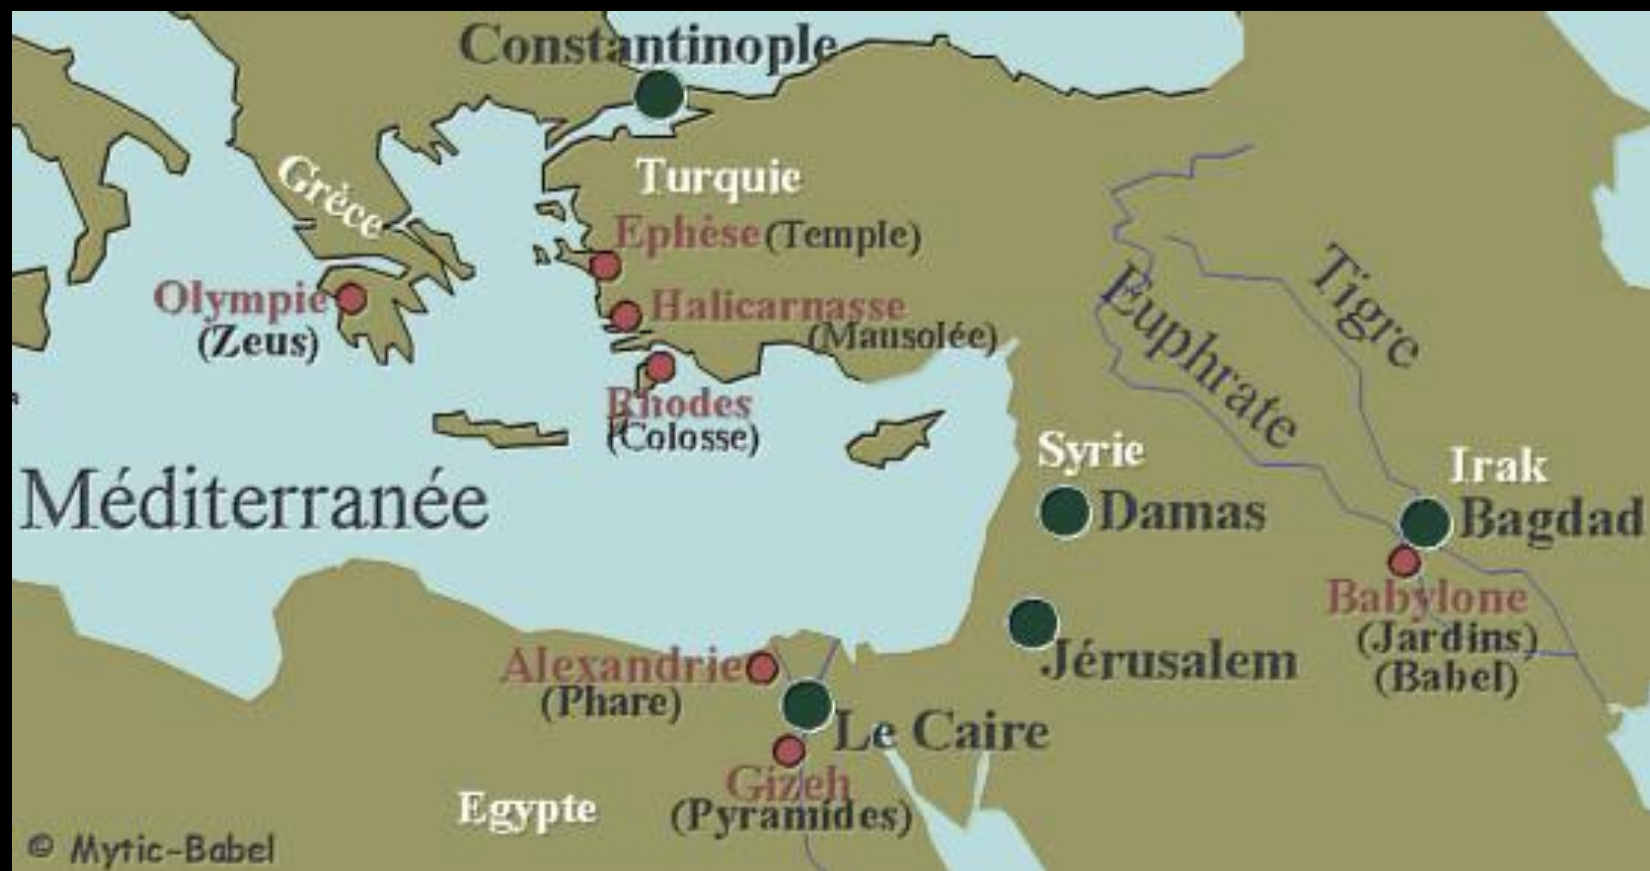 Constantinople
Grèce
Turquie
Ephèse (Temple)
Olympie
(Zeus)
Halicarnasse
(Mausolée)
Tigre
Euphrate
Rhodes
(Colosse)
Méditerranée
Syrie
Damas
Irak
Bagdad
Babylone
(Jardins)
(Babel)
Jérusalem
Alexandrie
(Phare)
Le Caire
Gizeh
(Pyramides)
Egypte
© Mytic-Babel